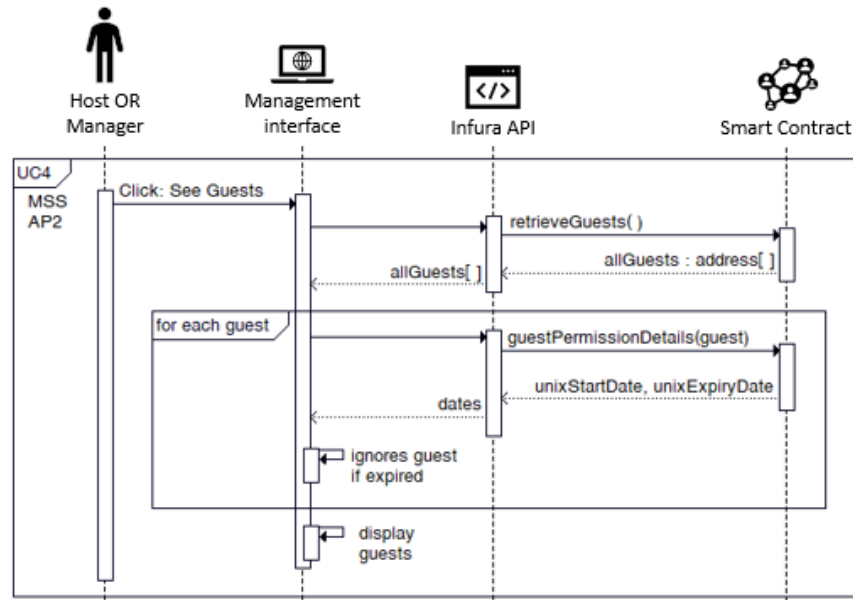 Host OR
Manager
Management
interface
Infura API
Smart Contract
UC4
MSS
AP2
Click: See Guests
retrieveGuests( )
allGuests : address[ ]
allGuests[ ]
for each guest
guestPermissionDetails(guest)
unixStartDate, unixExpiryDate
dates
ignores guest
if expired
display
guests